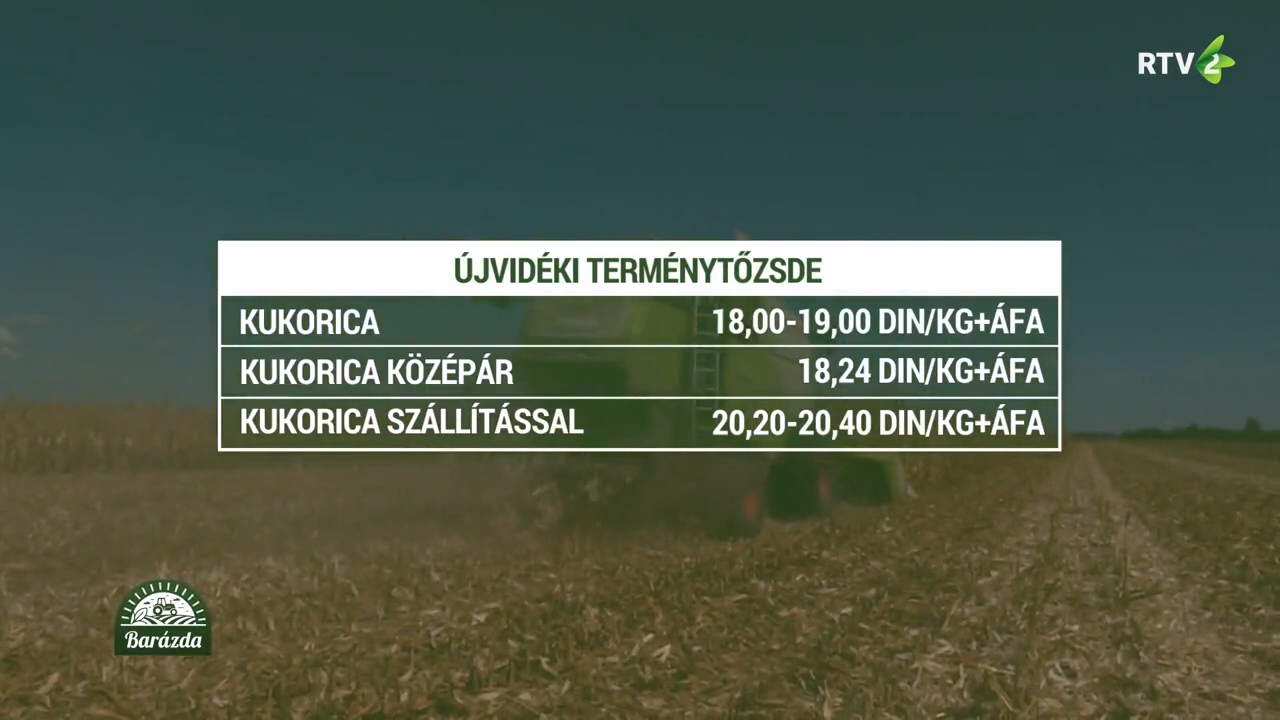 RTV 2
ÚJVIDÉKI TERMÉNYTŐZSDE
KUKORICA 18,00-19,00 DIN/KG+ÁFA
KUKORICA KÖZÉPÁR 18,24 DIN/KG+ÁFA
KUKORICA SZÁLLÍTÁSSAL 20,20-20,40 DIN/KG+ÁFA
Barázda